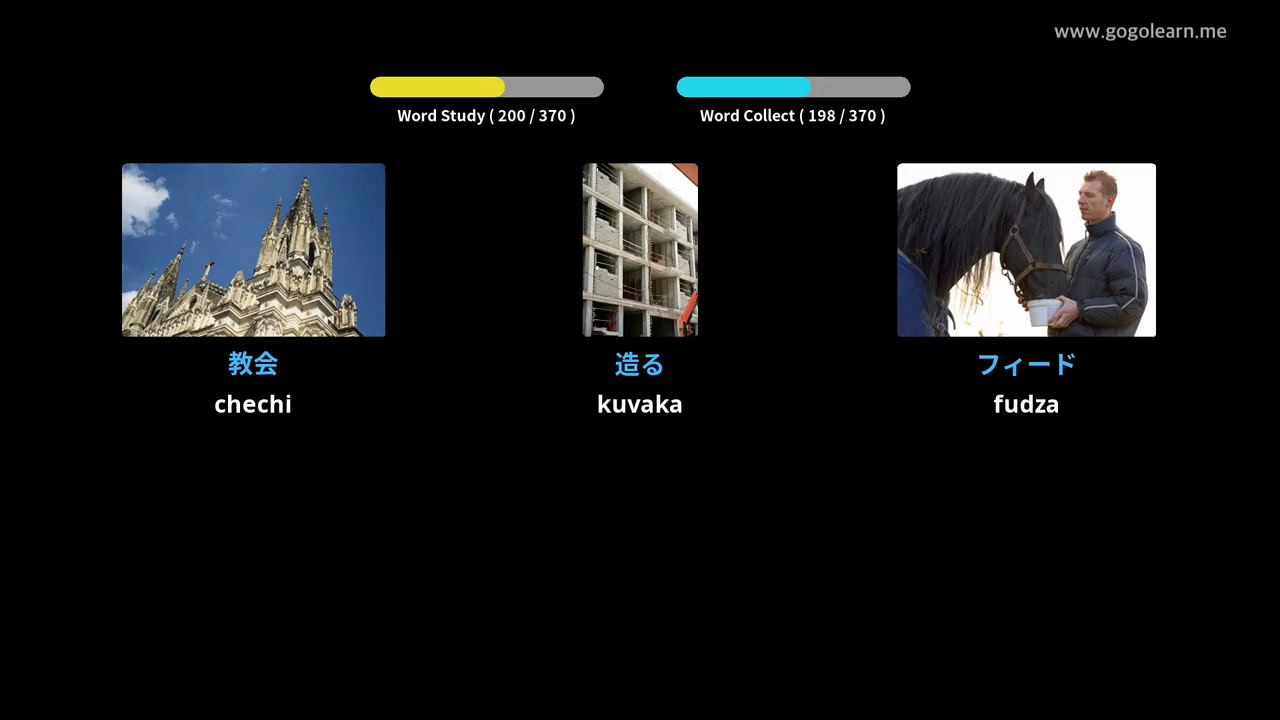 www.gogolearn.me
Word Study ( 200 / 370 )
Word Collect ( 198 / 370 )
教会
造る
フィード
chechi
kuvaka
fudza